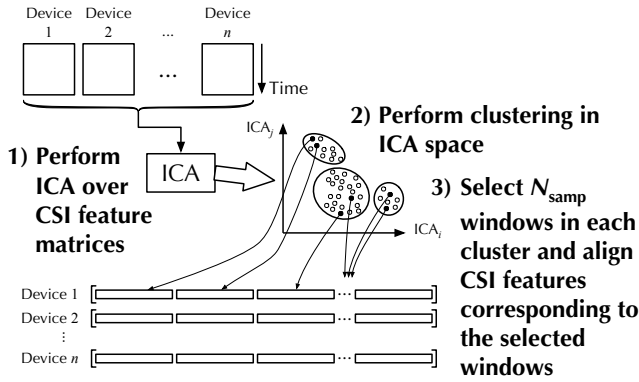 Device 1
Device 2
...
Device n
...
Time
1) Perform ICA over CSI feature matrices
ICA
ICAj
ICAi
2) Perform clustering in ICA space
3) Select Nsamp windows in each cluster and align CSI features corresponding to the selected windows
Device 1
...
Device 2
...
Device n
...